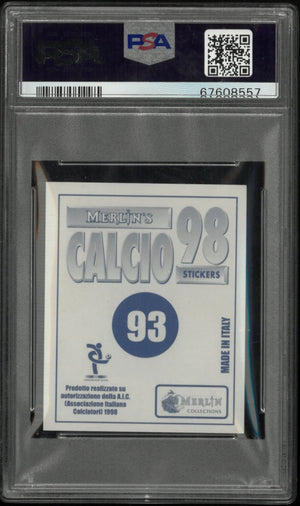 PSA
67608557
MERLIN'S
CALCIO 98
STICKERS
93
MADE IN ITALY
Prodotto realizzato su
autorizzazione della A.I.C.
(Associazione Italiana
Calciatori) 1998
MERLIN
COLLECTIONS